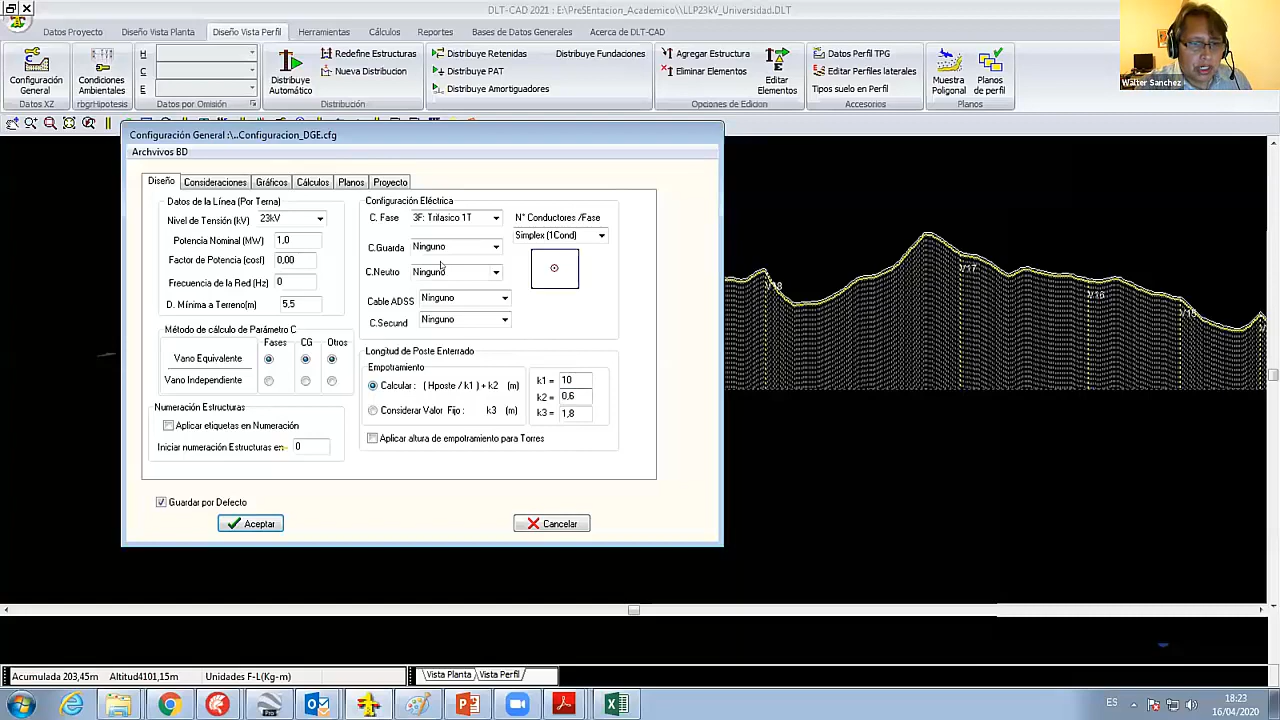 DLT-CAD 2021 : E:\PreSEntacion_Academico\\LLP23kV_Universidad.DLT
Datos Proyecto
Diseño Vista Planta
Diseño Vista Perfil
Herramientas
Cálculos
Reportes
Bases de Datos Generales
Acerca de DLT-CAD
Configuración General
Condiciones Ambientales
H
C
E
Distribuye Automático
Redefine Estructuras
Nueva Distribucion
Distribuye Retenidas
Distribuye PAT
Distribuye Amortiguadores
Distribuye Fundaciones
Agregar Estructura
Eliminar Elementos
Editar Elementos
Datos Perfil TPG
Editar Perfiles laterales
Tipos suelo en Perfil
Muestra Poligonal
Planos de perfil
Datos XZ
rbgrHipotesis
Datos por Omisión
Distribución
Opciones de Edicion
Accesorios
Planos
Walter Sanchez
Configuración General :\..Configuracion_DGE.cfg
Archvivos BD
Diseño
Consideraciones
Gráficos
Cálculos
Planos
Proyecto
Datos de la Línea (Por Terna)
Nivel de Tensión (kV) 23kV
Potencia Nominal (MW) 1,0
Factor de Potencia (cosf) 0,00
Frecuencia de la Red (Hz) 0
D. Mínima a Terreno(m) 5,5
Método de cálculo de Parámetro C
Fases CG Otros
Vano Equivalente
Vano Independiente
Numeración Estructuras
Aplicar etiquetas en Numeración
Iniciar numeración Estructuras en 0
Configuración Eléctrica
C. Fase 3F: Trifasico 1T
N° Conductores /Fase
Simplex (1Cond)
C.Guarda Ninguno
C.Neutro Ninguno
Cable ADSS Ninguno
C.Secund Ninguno
Longitud de Poste Enterrado
Empotramiento
Calcular : ( Hposte / k1 ) + k2 (m)
Considerar Valor Fijo : k3 (m)
k1 = 10
k2 = 0,6
k3 = 1,8
Aplicar altura de empotramiento para Torres
Guardar por Defecto
Aceptar
Cancelar
V18
V17
V16
Acumulada 203,45m
Altitud4101,15m
Unidades F-L(Kg-m)
Vista Planta
Vista Perfil
Pro
ES
18:23
16/04/2020